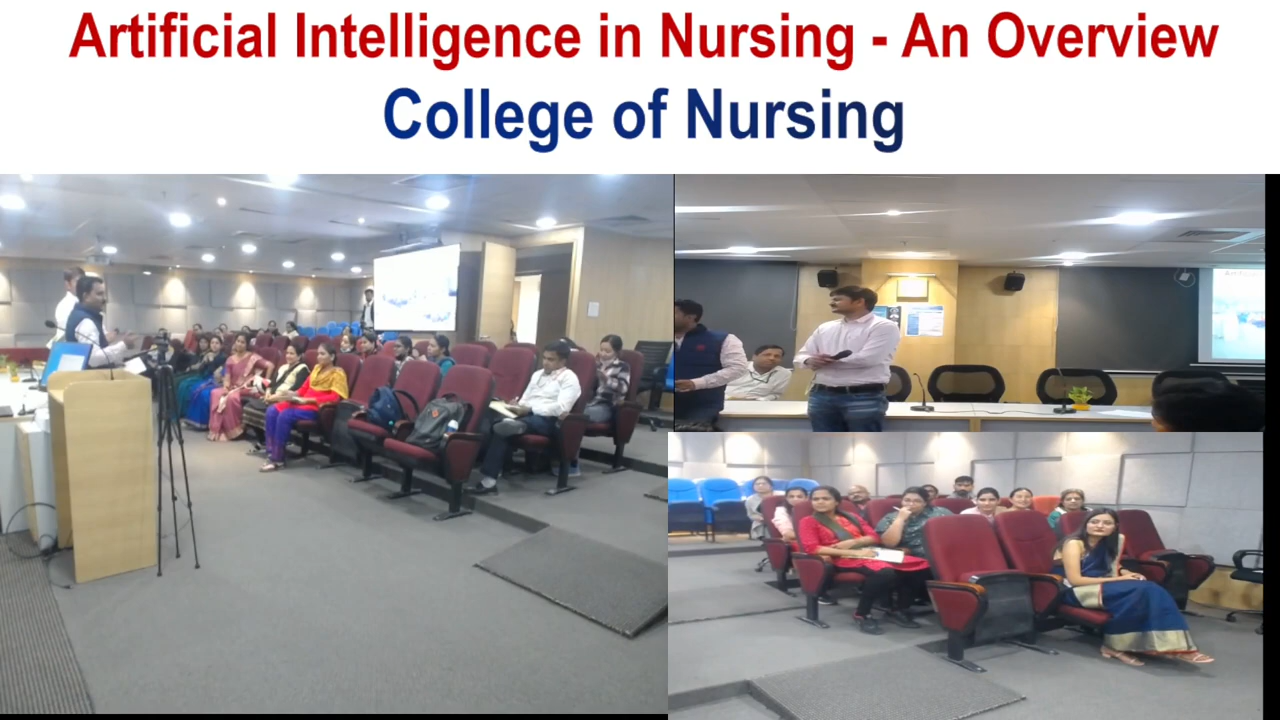 Artificial Intelligence in Nursing - An Overview
College of Nursing